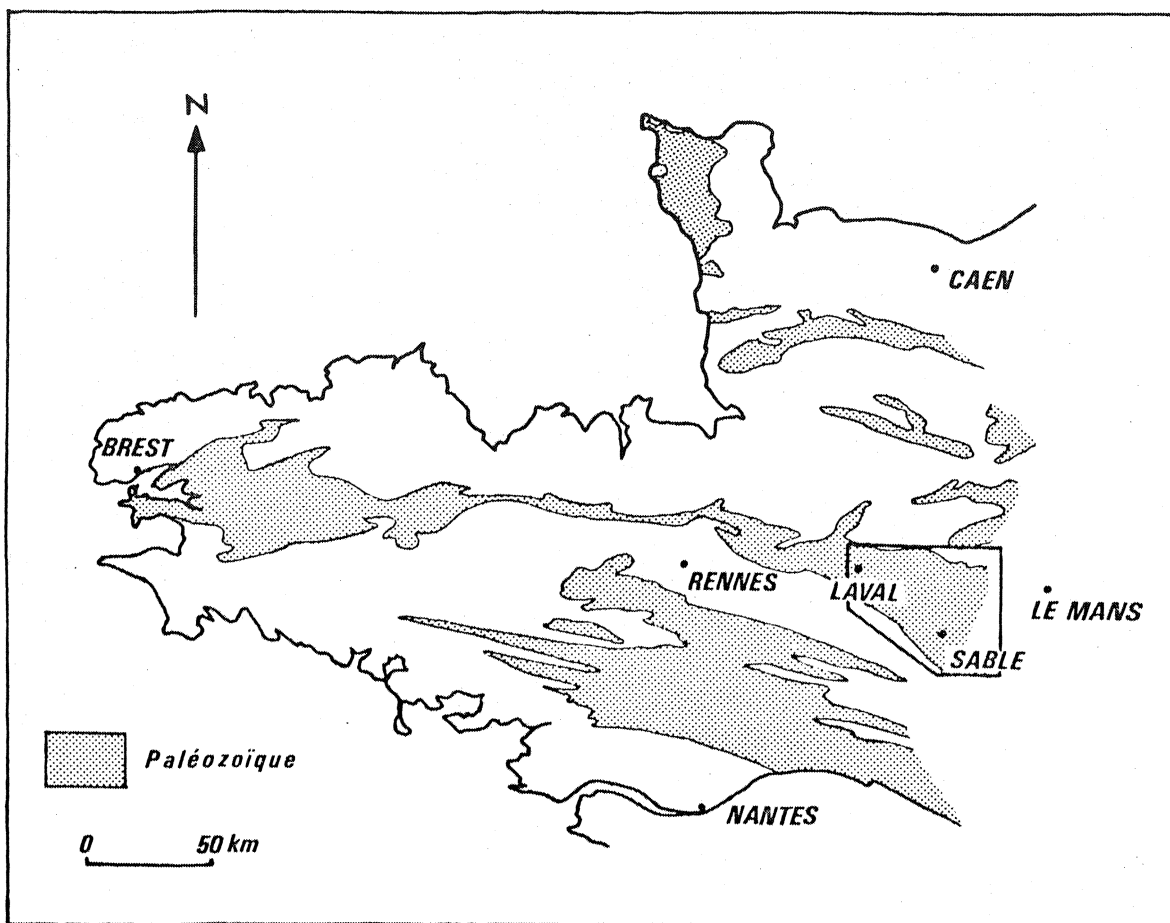 N
CAEN
BREST
RENNES
LAVAL
LE MANS
SABLE
Paléozoïque
NANTES
0 50 km